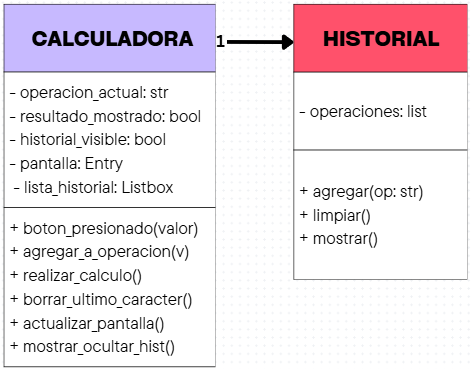 CALCULADORA
- operacion_actual: str
- resultado_mostrado: bool
- historial_visible: bool
- pantalla: Entry
- lista_historial: Listbox
+ boton_presionado(valor)
+ agregar_a_operacion(v)
+ realizar_calculo()
+ borrar_ultimo_caracter()
+ actualizar_pantalla()
+ mostrar_ocultar_hist()
1
HISTORIAL
- operaciones: list
+ agregar(op: str)
+ limpiar()
+ mostrar()